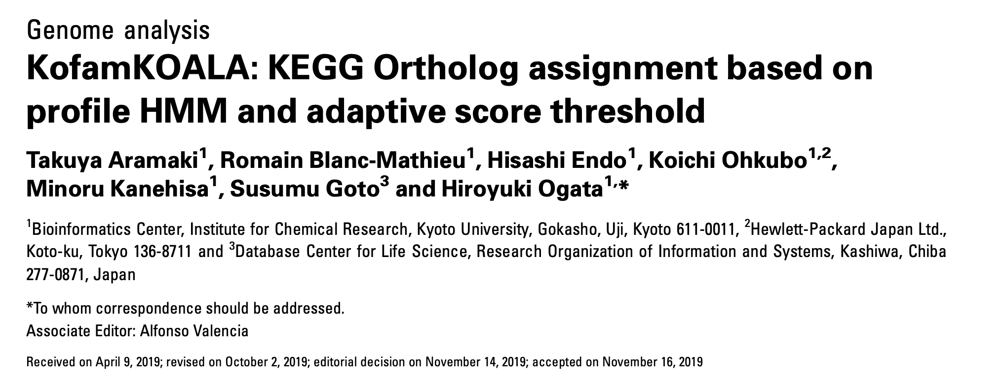 Genome analysis
KofamKOALA: KEGG Ortholog assignment based on
profile HMM and adaptive score threshold
Takuya Aramaki1, Romain Blanc-Mathieu1, Hisashi Endo1, Koichi Ohkubo1,2,
Minoru Kanehisa1, Susumu Goto3 and Hiroyuki Ogata1,*
1Bioinformatics Center, Institute for Chemical Research, Kyoto University, Gokasho, Uji, Kyoto 611-0011, 2Hewlett-Packard Japan Ltd.,
Koto-ku, Tokyo 136-8711 and 3Database Center for Life Science, Research Organization of Information and Systems, Kashiwa, Chiba
277-0871, Japan
*To whom correspondence should be addressed.
Associate Editor: Alfonso Valencia
Received on April 9, 2019; revised on October 2, 2019; editorial decision on November 14, 2019; accepted on November 16, 2019